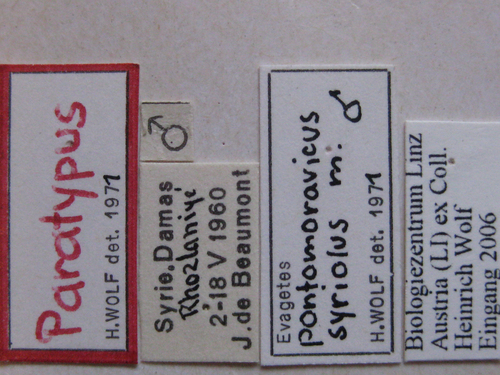 Paratypus
H. WOLF det. 1971
♂
Syrie, Damas
Rhozlaniyé
2-18 V 1960
J. de Beaumont
Evagetes
pontomoravicus
syriolus m. ♂
H. WOLF det. 1971
Biologiezentrum Linz
Austria (LI) ex Coll.
Heinrich Wolf
Eingang 2006